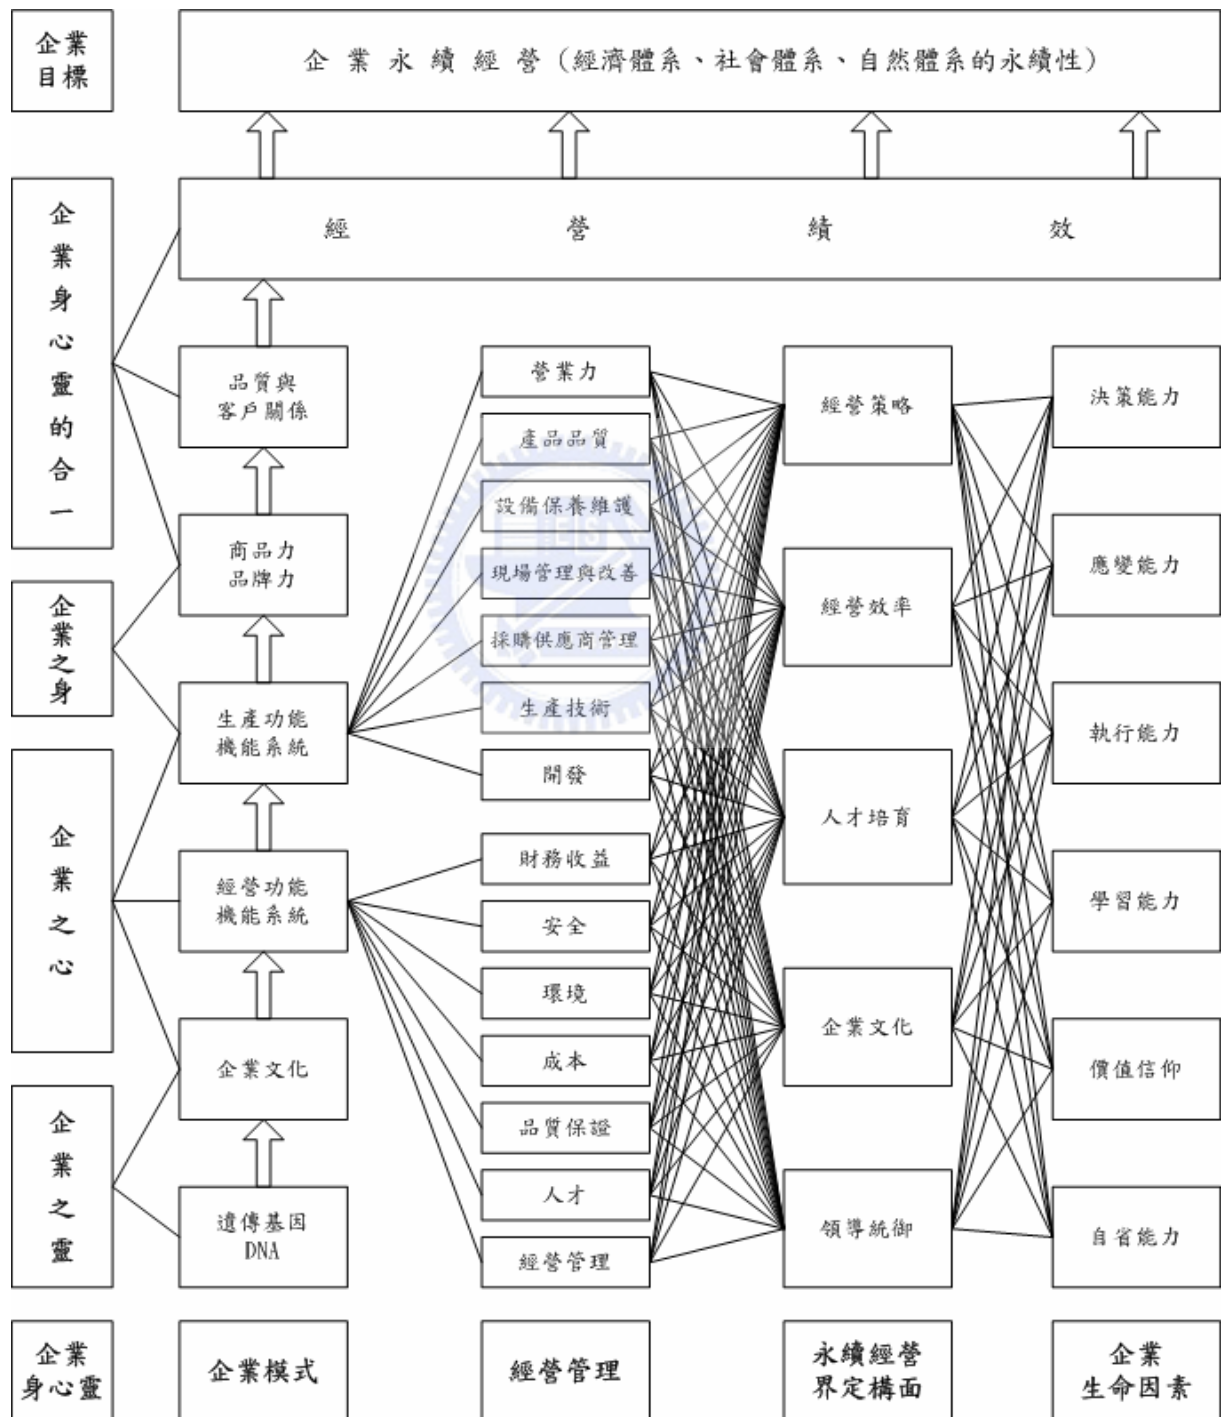 企業
目標
企業永續經營(經濟體系、社會體系、自然體系的永續性)
企業身心靈的合一
經營績效
品質與
客戶關係
商品力
品牌力
企業之身
生產功能
機能系統
企業之心
經營功能
機能系統
企業文化
企業之靈
遺傳基因
DNA
營業力
產品品質
設備保養維護
現場管理與改善
採購供應商管理
生產技術
開發
財務收益
安全
環境
成本
品質保證
人才
經營管理
經營策略
經營效率
人才培育
企業文化
領導統御
決策能力
應變能力
執行能力
學習能力
價值信仰
自省能力
企業
身心靈
企業模式
經營管理
永續經營
界定構面
企業
生命因素
ES